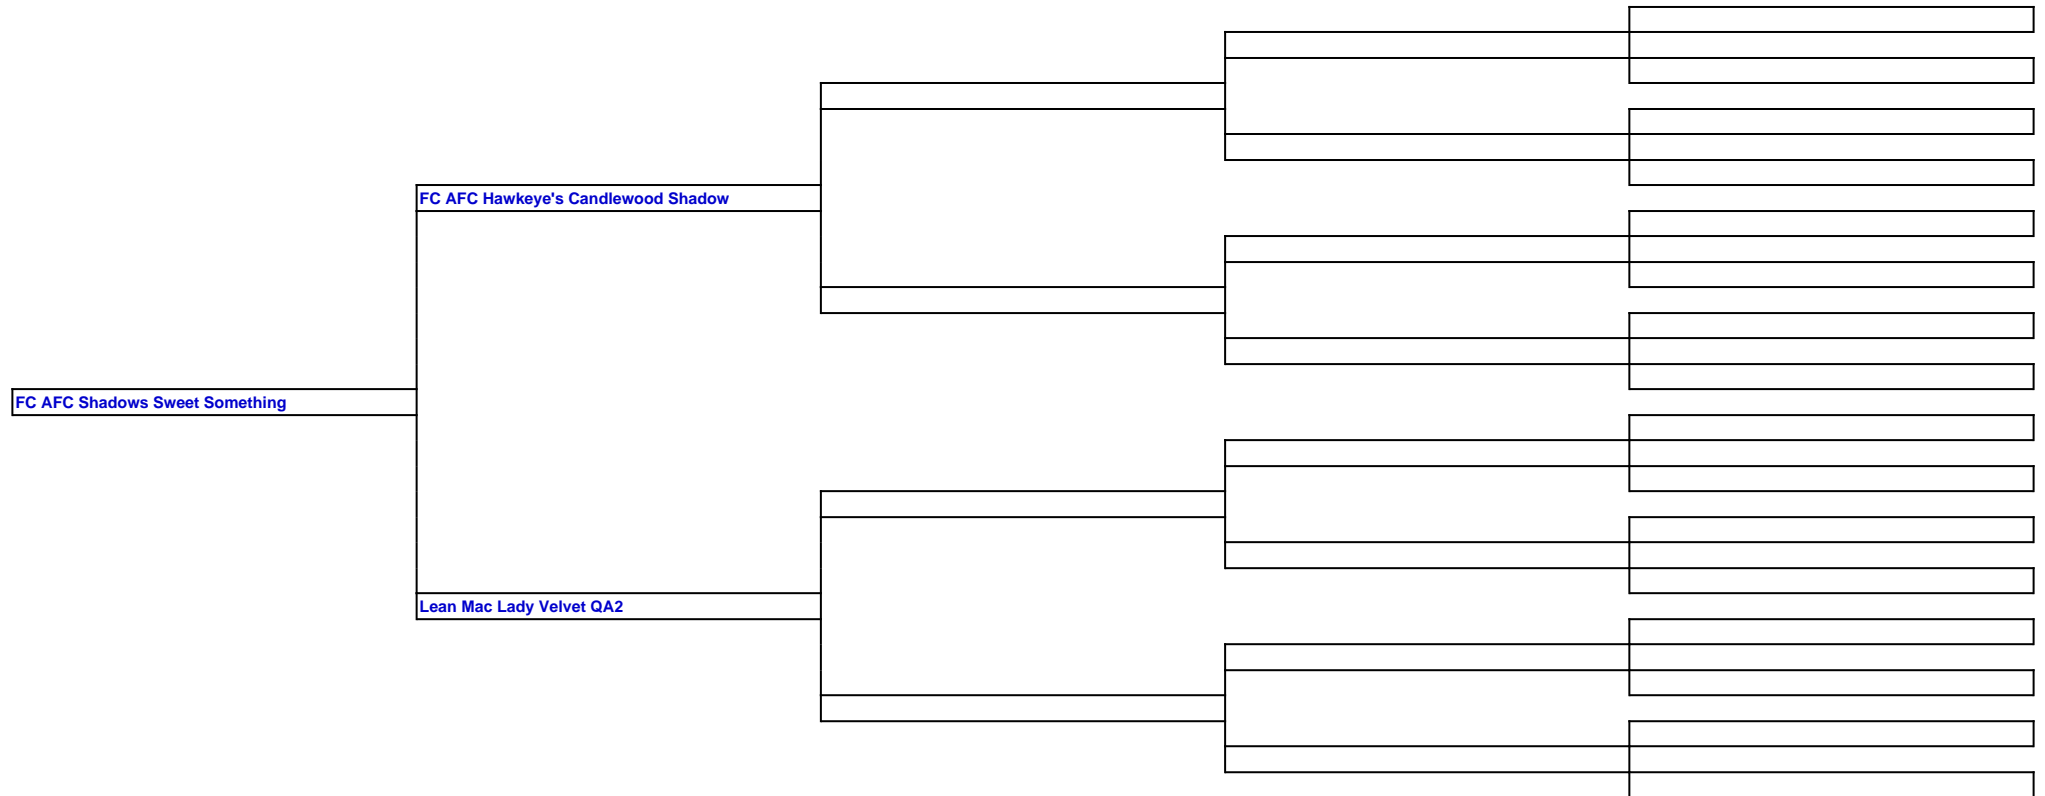 FC AFC Hawkeye's Candlewood Shadow
FC AFC Shadows Sweet Something
Lean Mac Lady Velvet QA2